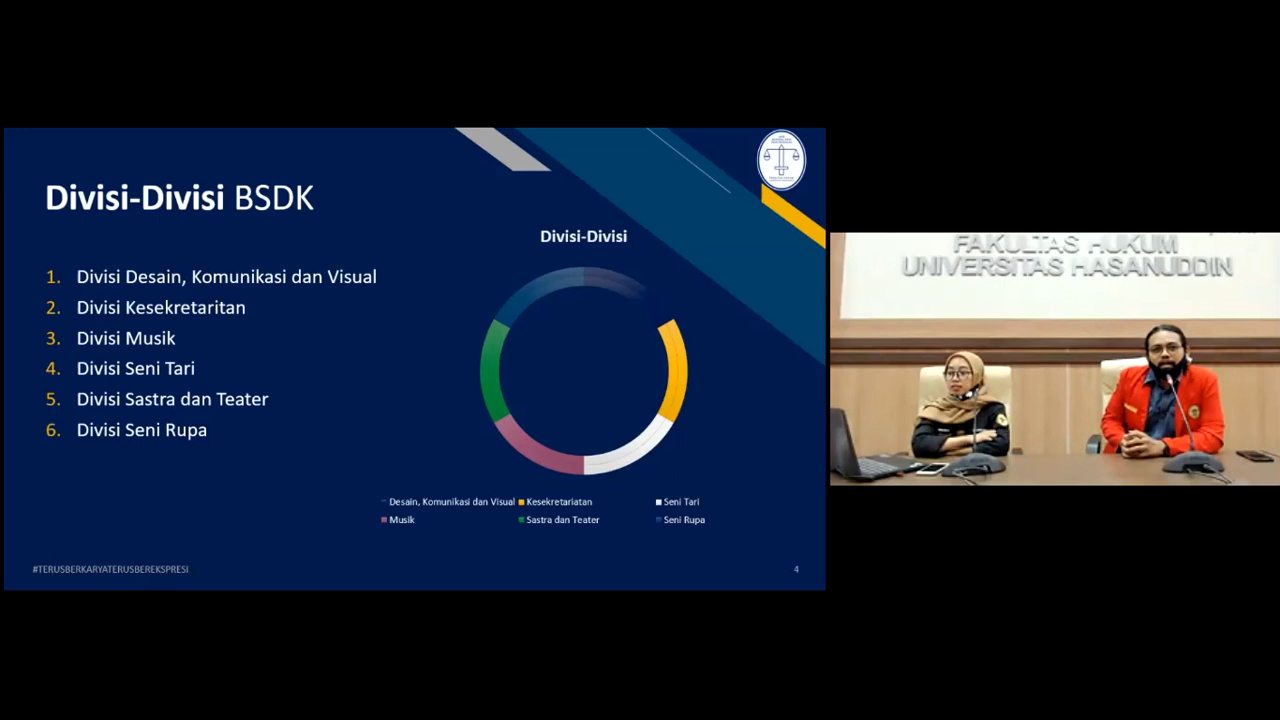 Divisi-Divisi BSDK
1. Divisi Desain, Komunikasi dan Visual
2. Divisi Kesekretaritan
3. Divisi Musik
4. Divisi Seni Tari
5. Divisi Sastra dan Teater
6. Divisi Seni Rupa
Divisi-Divisi
Desain, Komunikasi dan Visual Kesekretariatan Seni Tari
Musik Sastra dan Teater Seni Rupa
#TERUSBERKARYATERUSBEREKSPRESI
4
FAKULTAS HUKUM
UNIVERSITAS HASANUDDIN